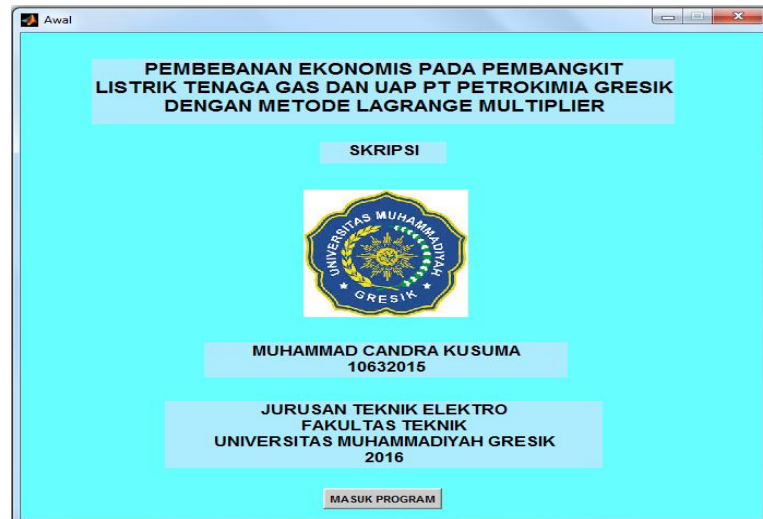 Awal
PEMBEBANAN EKONOMIS PADA PEMBANGKIT
LISTRIK TENAGA GAS DAN UAP PT PETROKIMIA GRESIK
DENGAN METODE LAGRANGE MULTIPLIER
SKRIPSI
UNIVERSITAS MUHAMMADIYAH
GRESIK
MUHAMMAD CANDRA KUSUMA
10632015
JURUSAN TEKNIK ELEKTRO
FAKULTAS TEKNIK
UNIVERSITAS MUHAMMADIYAH GRESIK
2016
MASUK PROGRAM